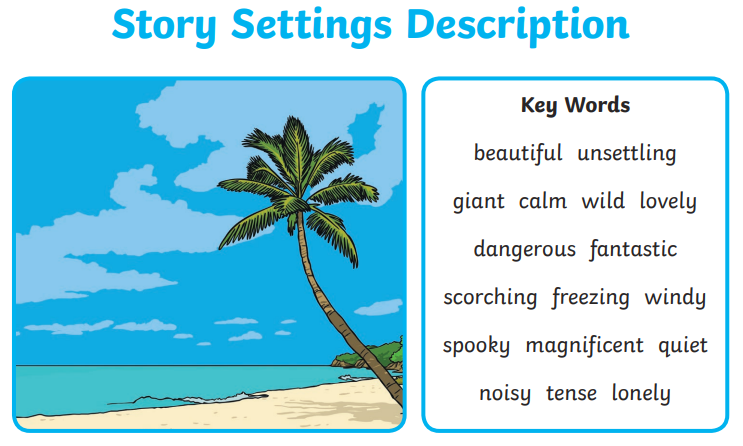 Story Settings Description
Key Words
beautiful unsettling
giant calm wild lovely
dangerous fantastic
scorching freezing windy
spooky magnificent quiet
noisy tense lonely